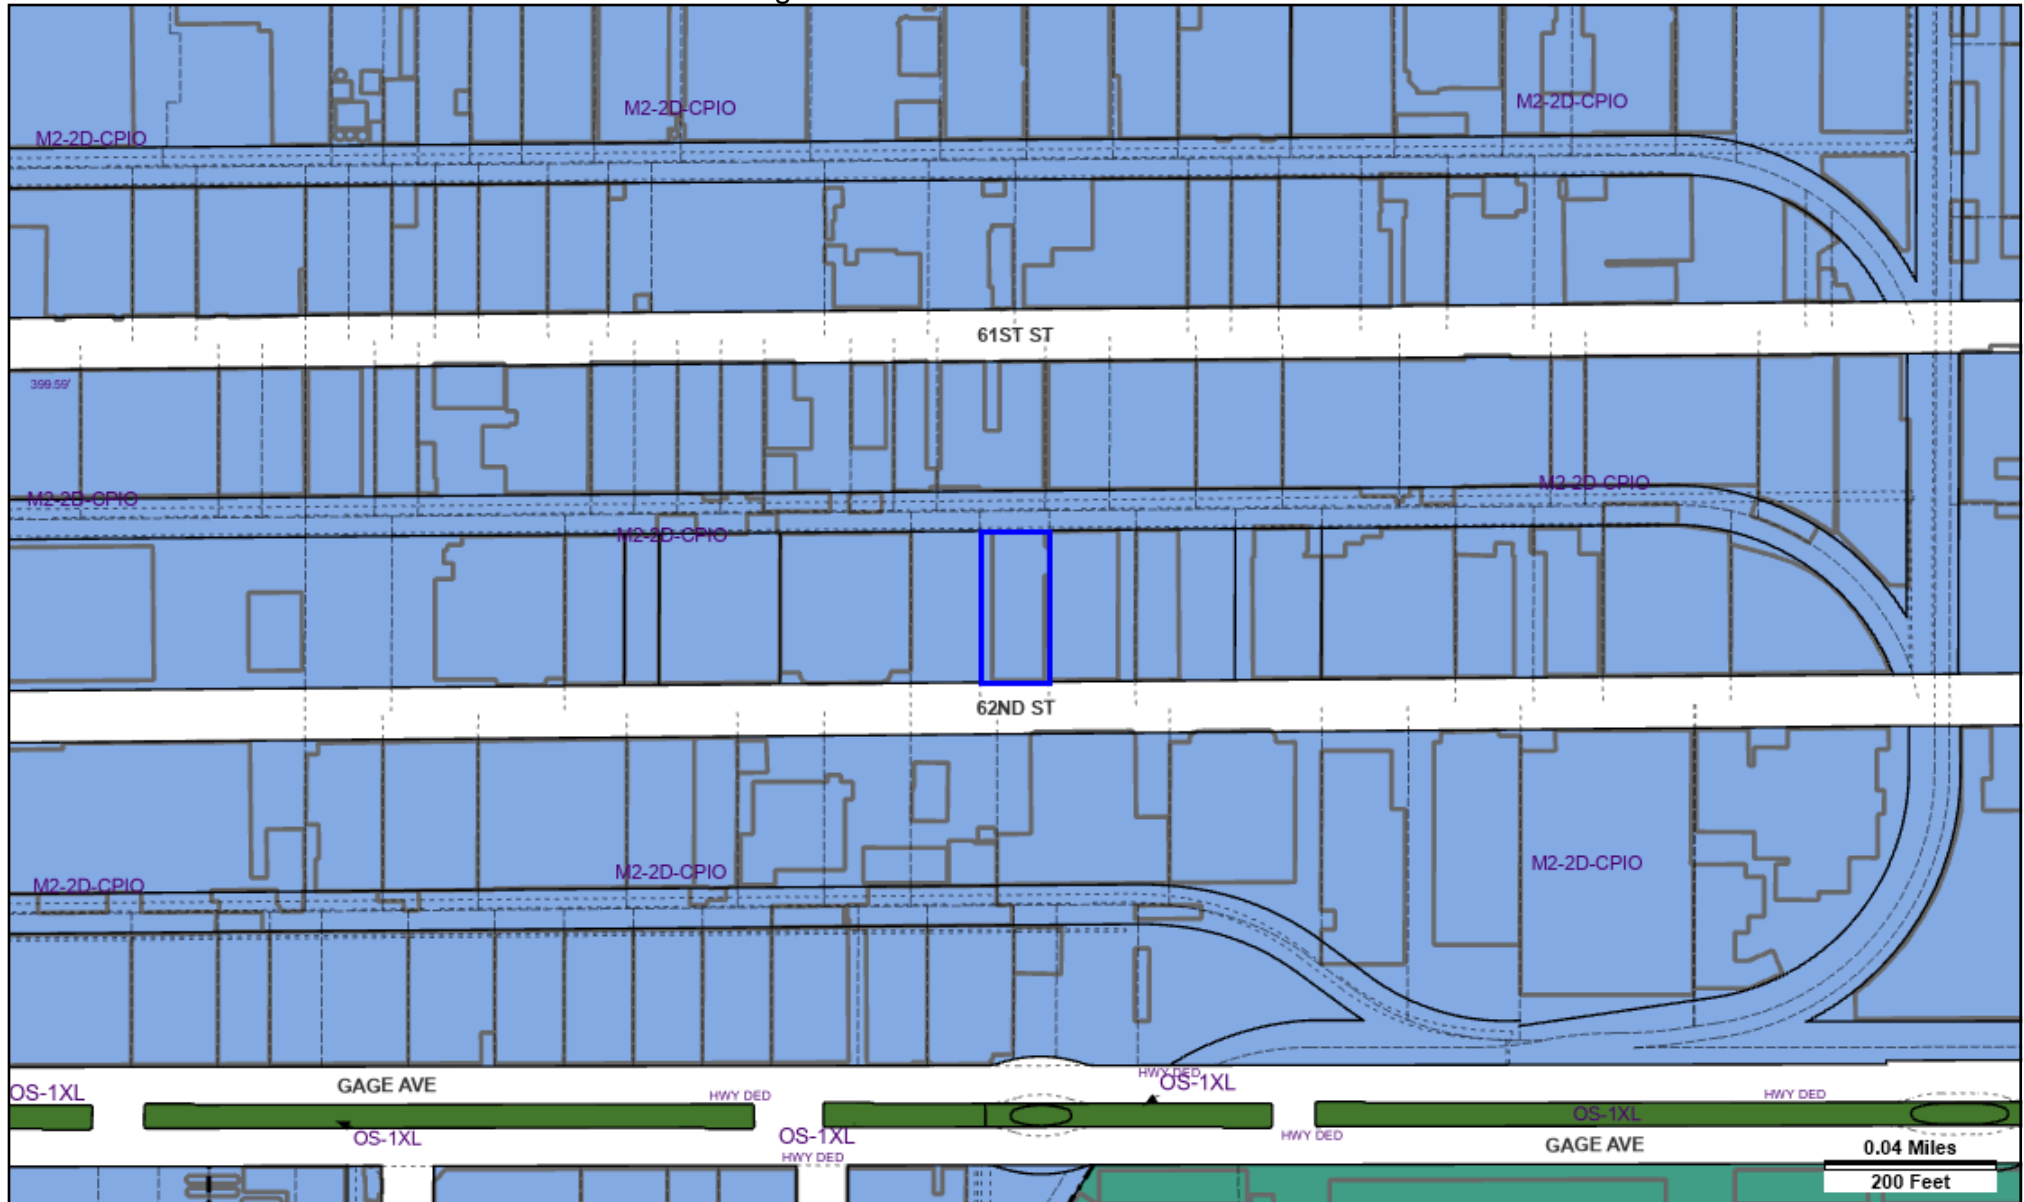 M2-2D-CPIO
M2-2D-CPIO
M2-2D-CPIO
61ST ST
399.59'
M2-2D-CPIO
M2-2D-CPIO
M2-2D-CPIO
62ND ST
M2-2D-CPIO
M2-2D-CPIO
M2-2D-CPIO
HWY DED
OS-1XL
OS-1XL
GAGE AVE
HWY DED
HWY DED
OS-1XL
OS-1XL
OS-1XL
HWY DED
GAGE AVE
HWY DED
0.04 Miles
200 Feet